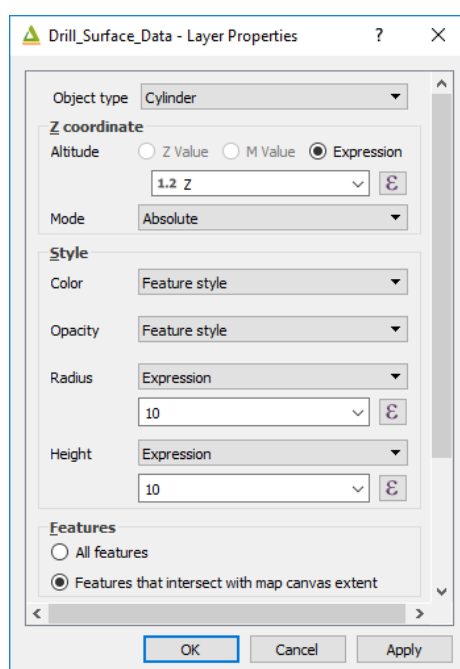 Drill_Surface_Data - Layer Properties ?
Object type Cylinder
Z coordinate
Altitude Z Value M Value Expression
1.2 Z ε
Mode Absolute
Style
Color Feature style
Opacity Feature style
Radius Expression
10 ε
Height Expression
10 ε
Features
All features
Features that intersect with map canvas extent
OK Cancel Apply